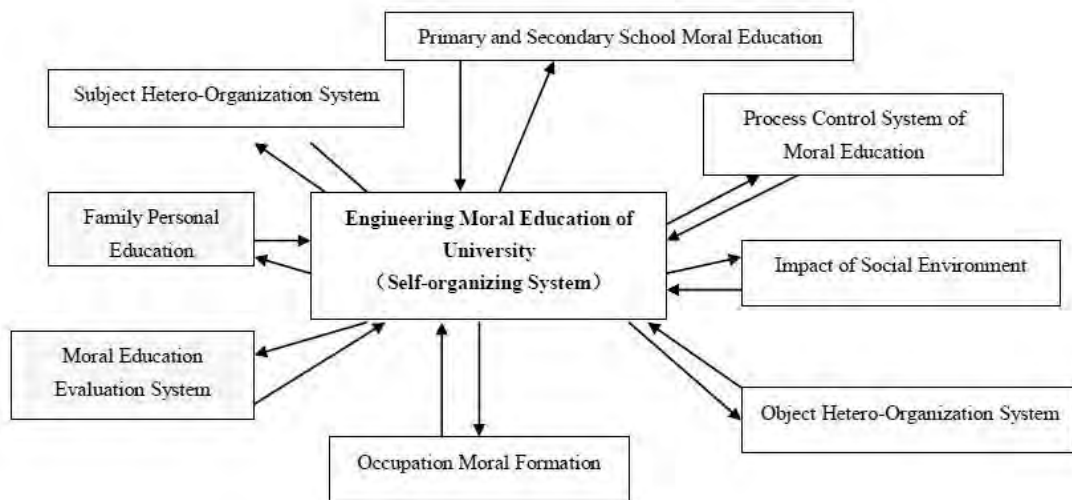 Primary and Secondary School Moral Education
Subject Hetero-Organization System
Process Control System of
Moral Education
Family Personal
Education
Engineering Moral Education of
University
（Self-organizing System）
Impact of Social Environment
Moral Education
Evaluation System
Object Hetero-Organization System
Occupation Moral Formation